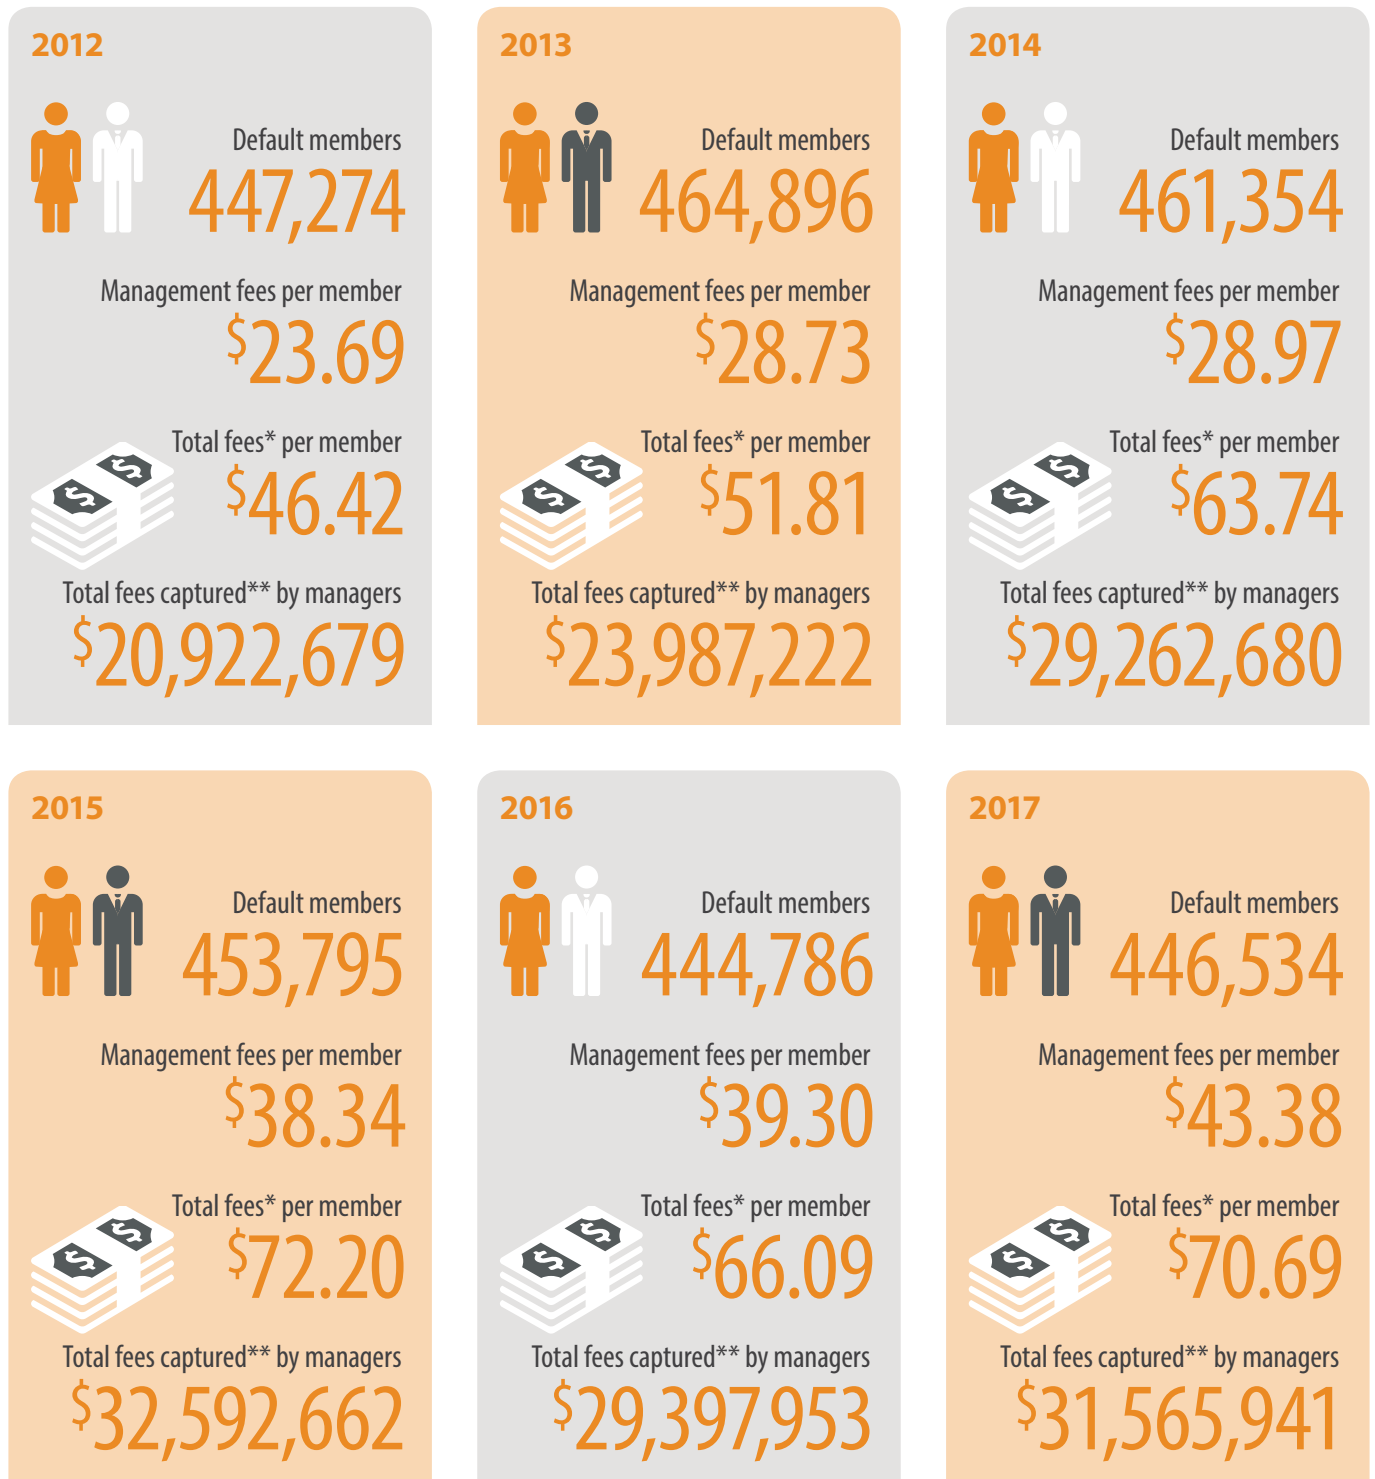 2012
Default members
447,274
Management fees per member
$23.69
Total fees* per member
$46.42
Total fees captured** by managers
$20,922,679
2013
Default members
464,896
Management fees per member
$28.73
Total fees* per member
$51.81
Total fees captured** by managers
$23,987,222
2014
Default members
461,354
Management fees per member
$28.97
Total fees* per member
$63.74
Total fees captured** by managers
$29,262,680
2015
Default members
453,795
Management fees per member
$38.34
Total fees* per member
$72.20
Total fees captured** by managers
$32,592,662
2016
Default members
444,786
Management fees per member
$39.30
Total fees* per member
$66.09
Total fees captured** by managers
$29,397,953
2017
Default members
446,534
Management fees per member
$43.38
Total fees* per member
$70.69
Total fees captured** by managers
$31,565,941